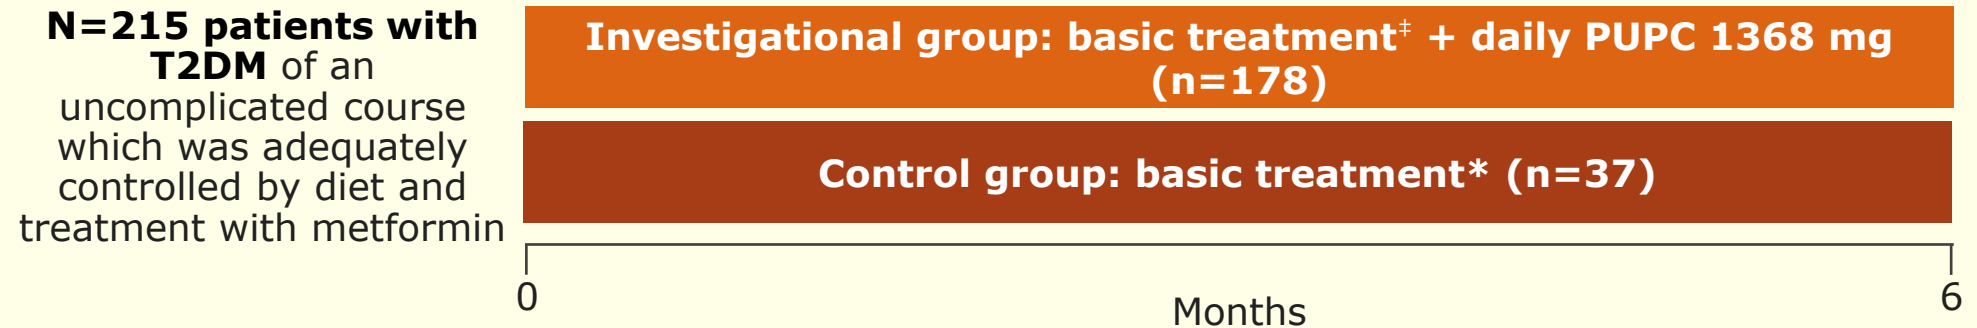 N=215 patients with
T2DM of an
uncomplicated course
which was adequately
controlled by diet and
treatment with metformin
Investigational group: basic treatment‡ + daily PUPC 1368 mg
(n=178)
Control group: basic treatment* (n=37)
0
Months
6